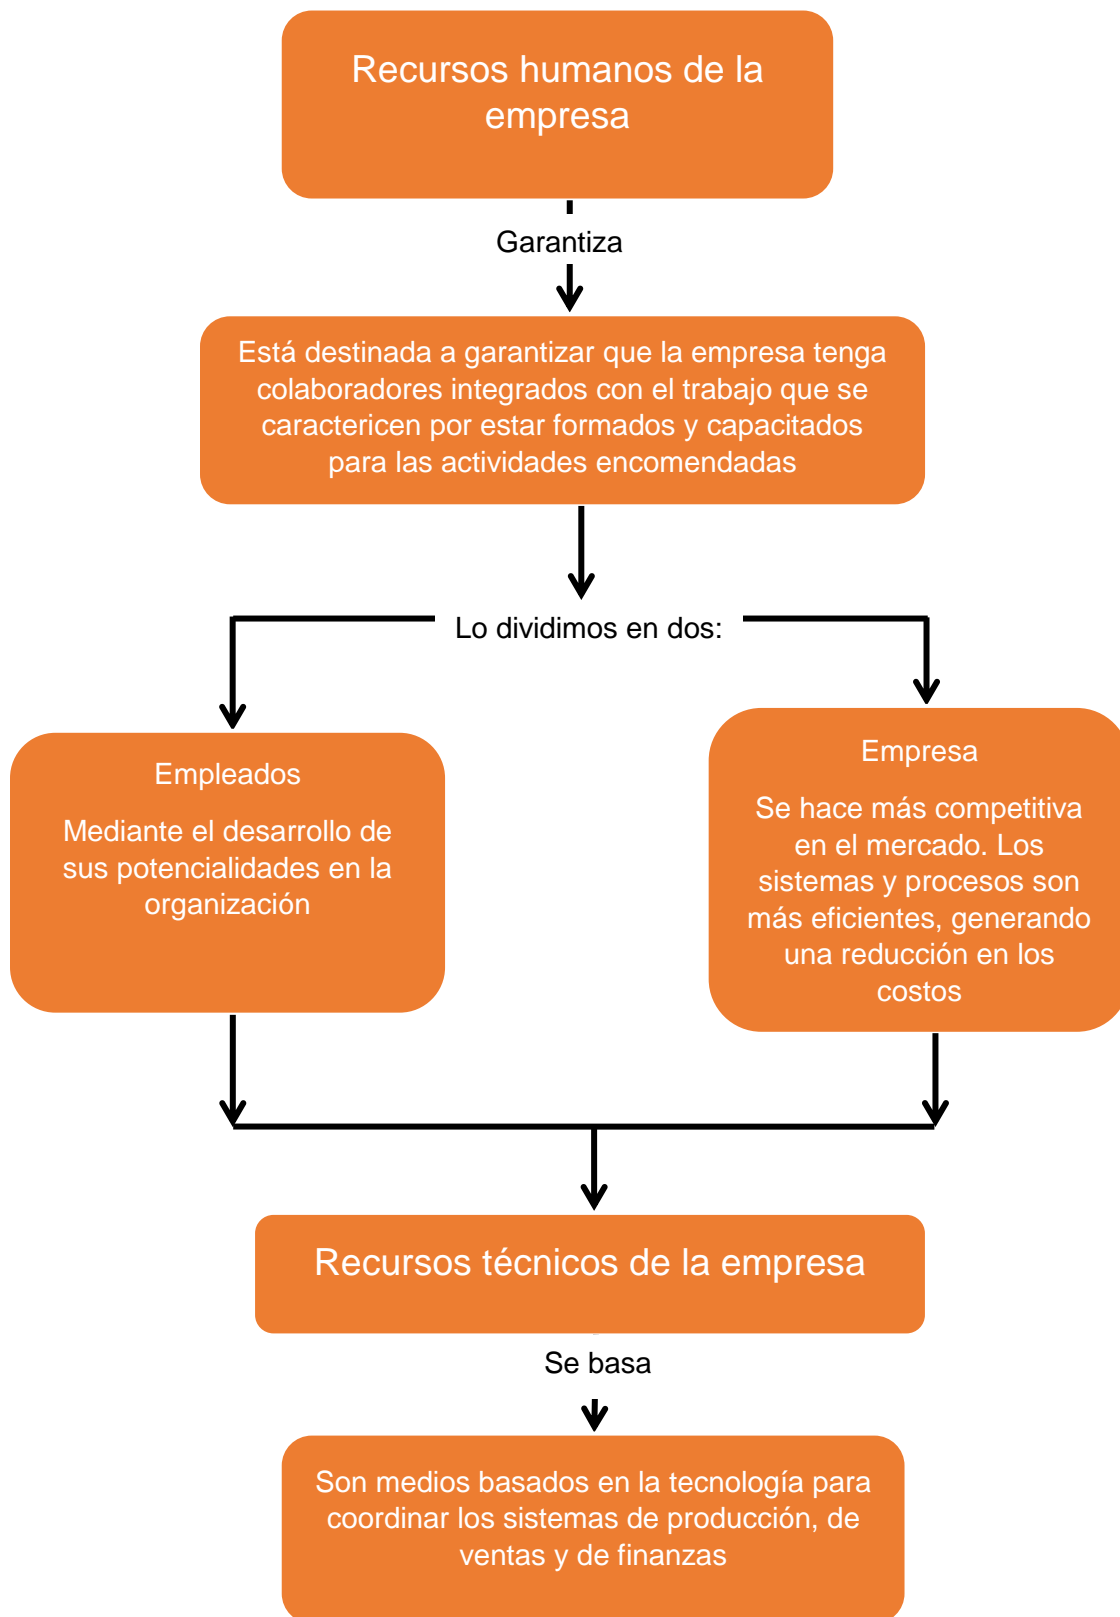 Recursos humanos de la
empresa
Garantiza
Está destinada a garantizar que la empresa tenga
colaboradores integrados con el trabajo que se
caractericen por estar formados y capacitados
para las actividades encomendadas
Lo dividimos en dos:
Empleados
Mediante el desarrollo de
sus potencialidades en la
organización
Empresa
Se hace más competitiva
en el mercado. Los
sistemas y procesos son
más eficientes, generando
una reducción en los
costos
Recursos técnicos de la empresa
Se basa
Son medios basados en la tecnología para
coordinar los sistemas de producción, de
ventas y de finanzas